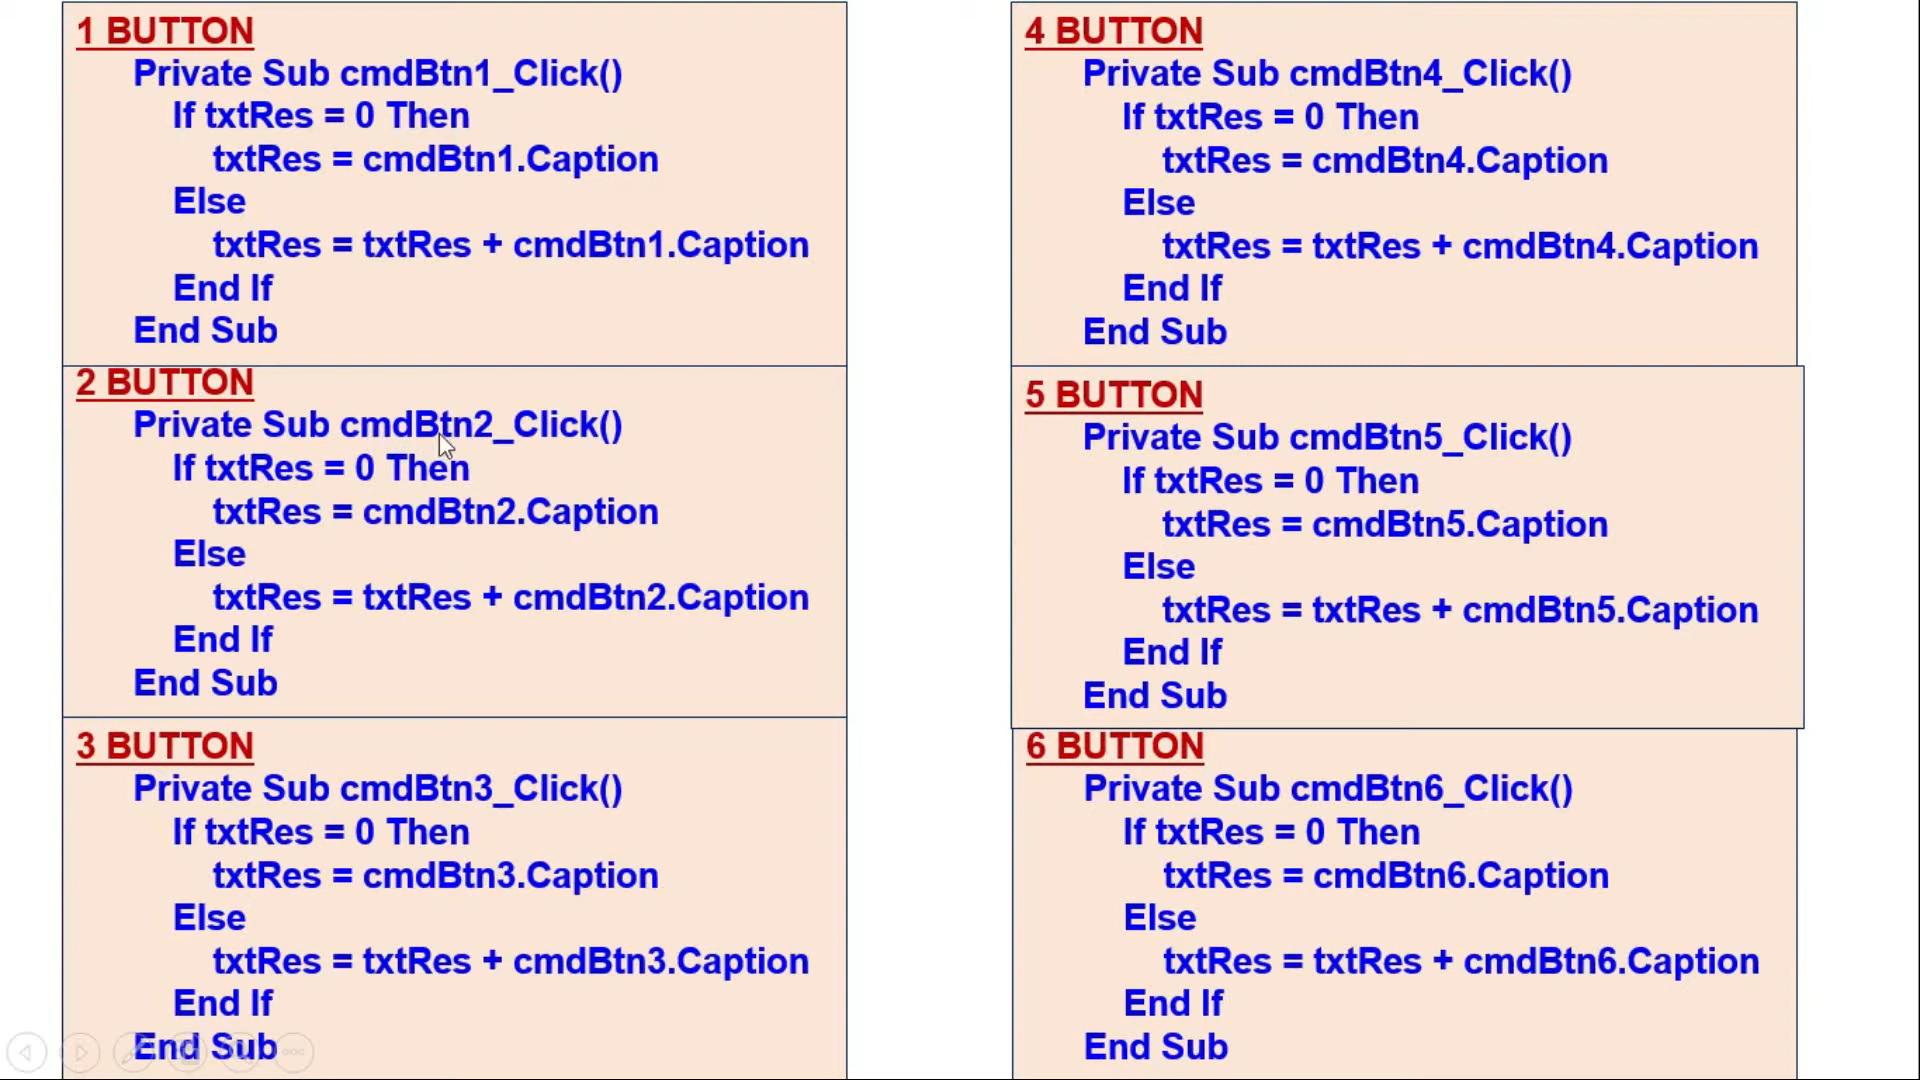 1 BUTTON
Private Sub cmdBtn1_Click()
If txtRes = 0 Then
txtRes = cmdBtn1.Caption
Else
txtRes = txtRes + cmdBtn1.Caption
End If
End Sub
2 BUTTON
Private Sub cmdBtn2_Click()
If txtRes = 0 Then
txtRes = cmdBtn2.Caption
Else
txtRes = txtRes + cmdBtn2.Caption
End If
End Sub
3 BUTTON
Private Sub cmdBtn3_Click()
If txtRes = 0 Then
txtRes = cmdBtn3.Caption
Else
txtRes = txtRes + cmdBtn3.Caption
End If
End Sub
4 BUTTON
Private Sub cmdBtn4_Click()
If txtRes = 0 Then
txtRes = cmdBtn4.Caption
Else
txtRes = txtRes + cmdBtn4.Caption
End If
End Sub
5 BUTTON
Private Sub cmdBtn5_Click()
If txtRes = 0 Then
txtRes = cmdBtn5.Caption
Else
txtRes = txtRes + cmdBtn5.Caption
End If
End Sub
6 BUTTON
Private Sub cmdBtn6_Click()
If txtRes = 0 Then
txtRes = cmdBtn6.Caption
Else
txtRes = txtRes + cmdBtn6.Caption
End If
End Sub